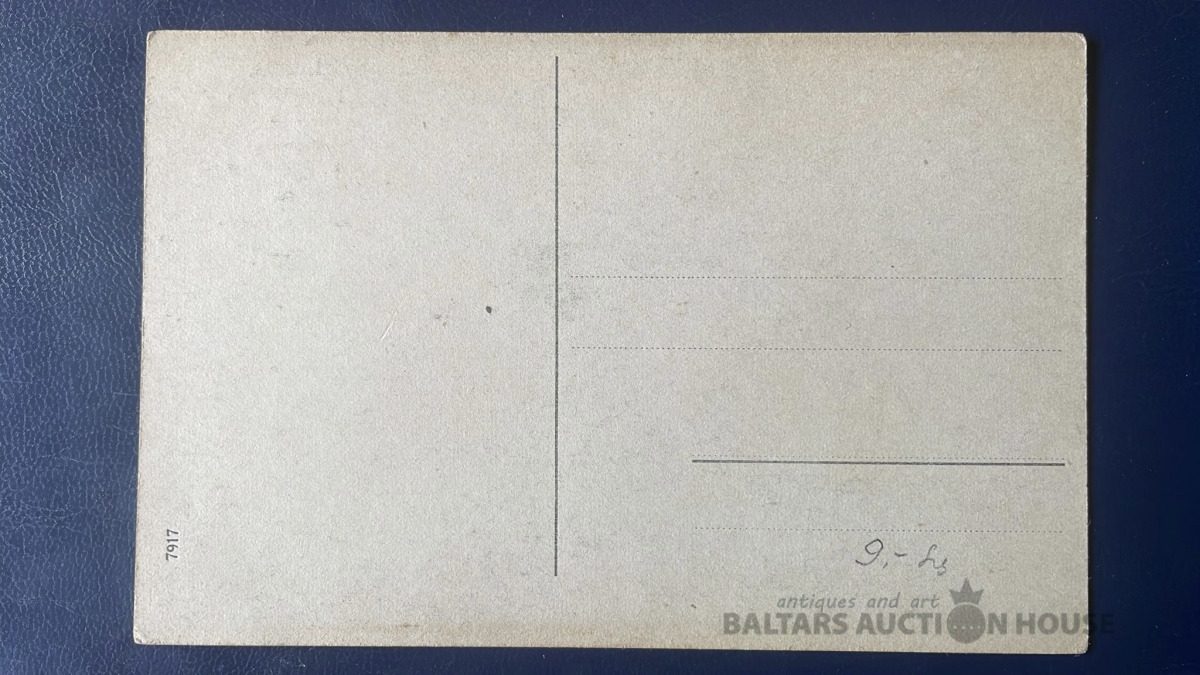 7917
9,- Ls
antiques and art
BALTARS AUCTION HOUSE